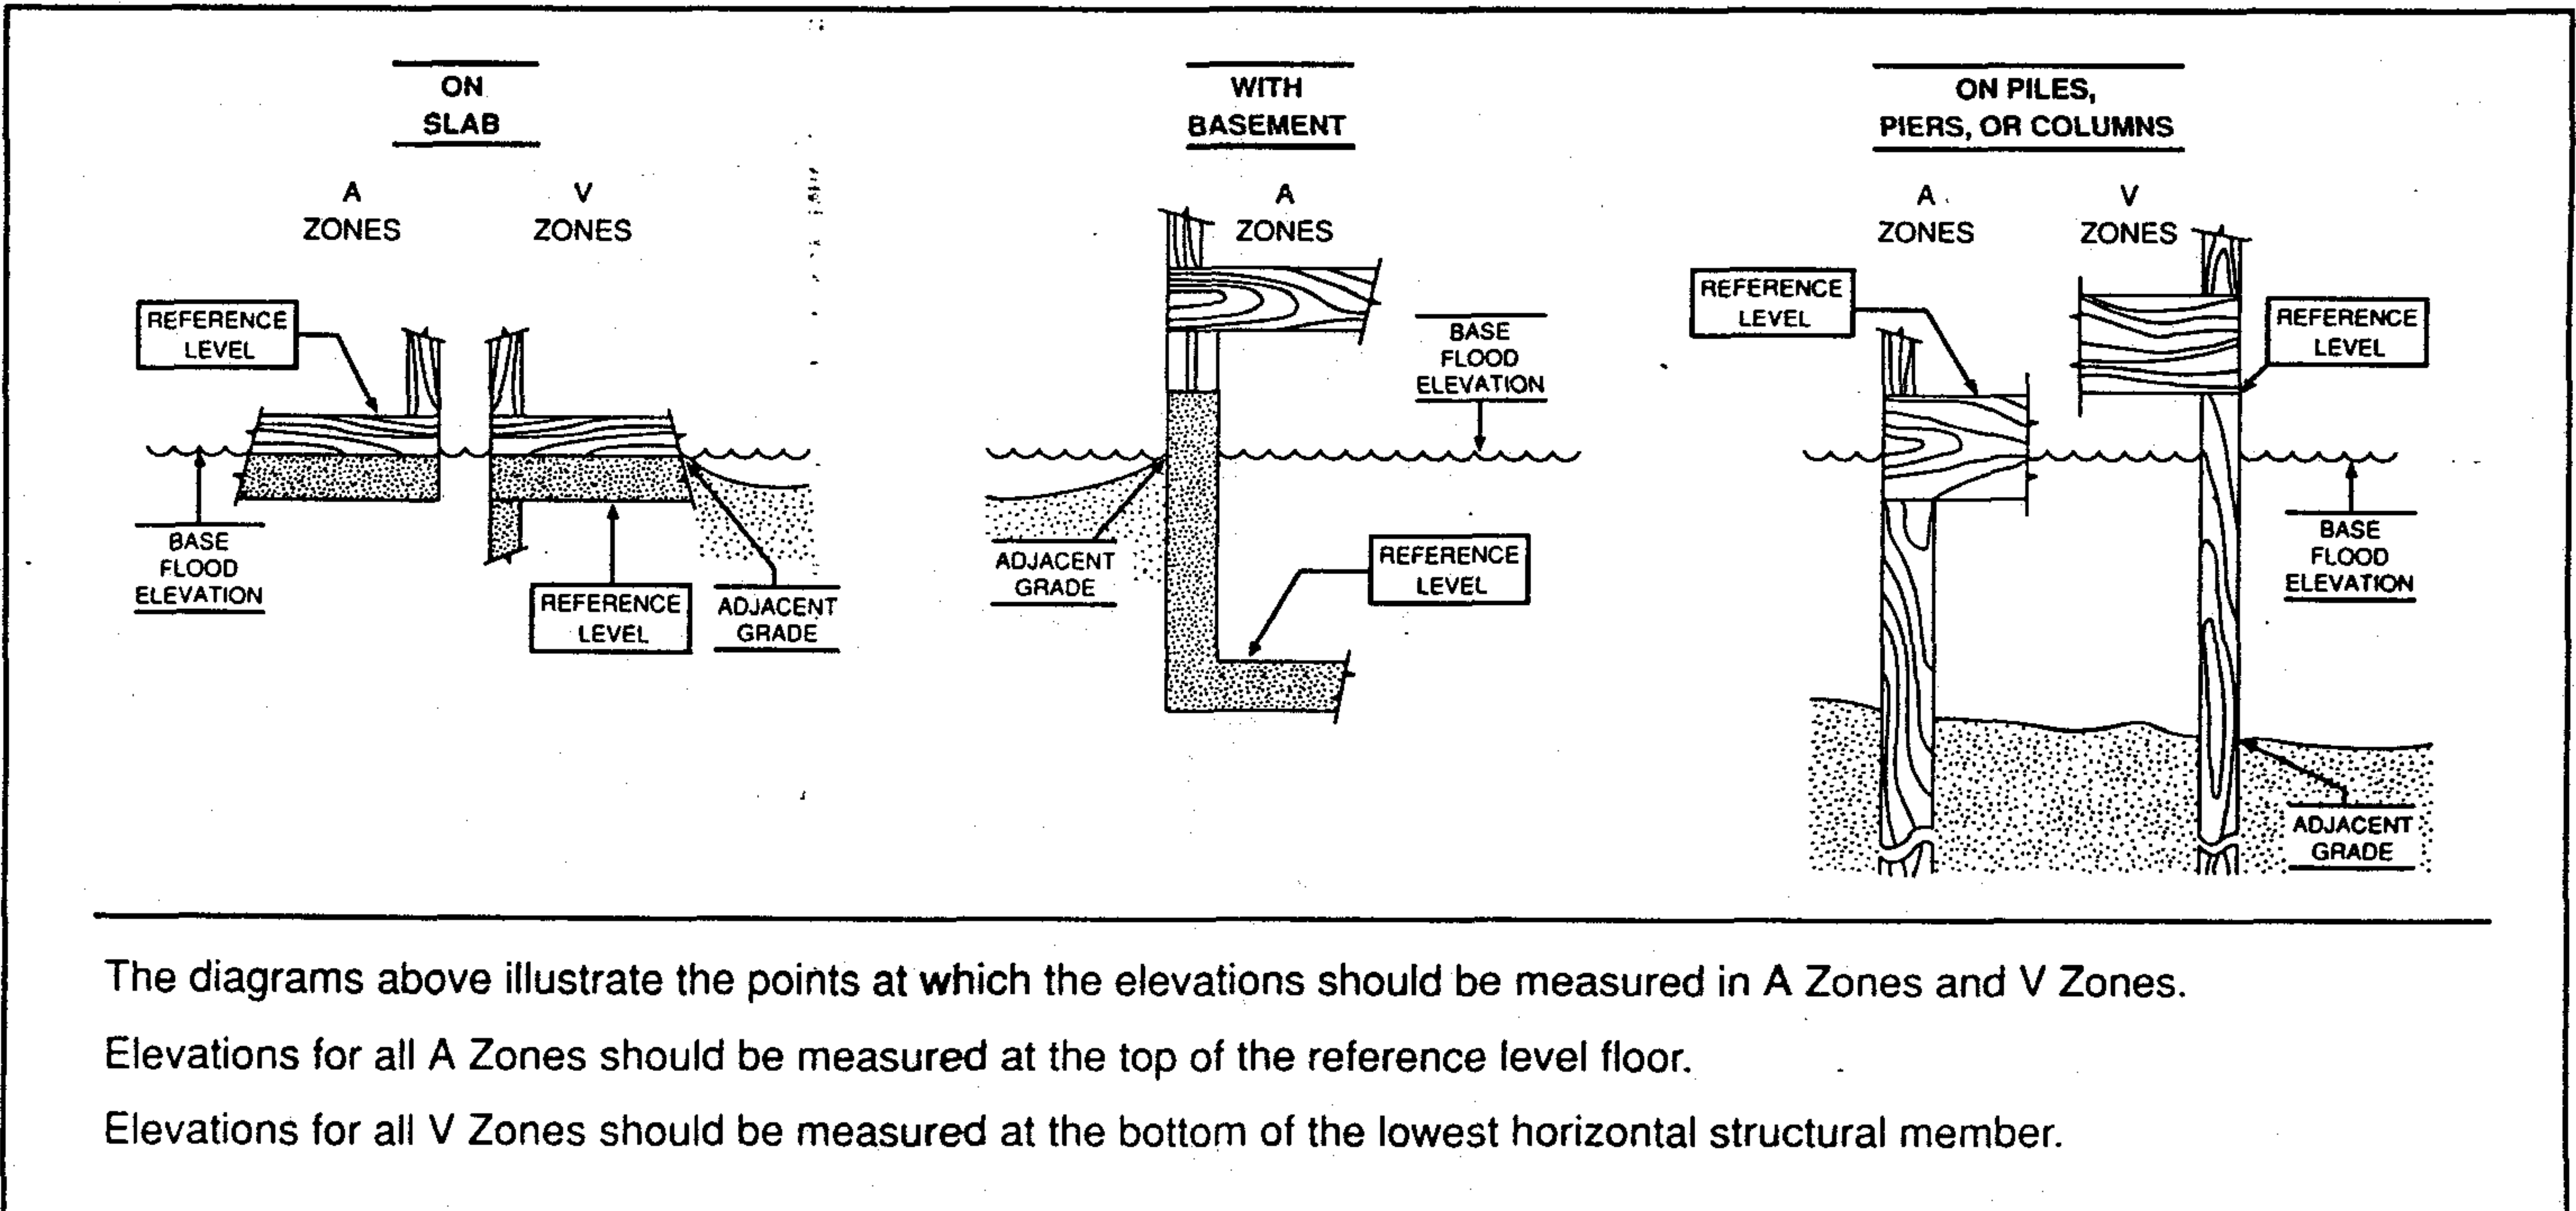 ON
SLAB
A
ZONES
V
ZONES
REFERENCE
LEVEL
BASE
FLOOD
ELEVATION
REFERENCE
LEVEL
ADJACENT
GRADE
WITH
BASEMENT
A
ZONES
BASE
FLOOD
ELEVATION
ADJACENT
GRADE
REFERENCE
LEVEL
ON PILES,
PIERS, OR COLUMNS
A
ZONES
V
ZONES
REFERENCE
LEVEL
REFERENCE
LEVEL
BASE
FLOOD
ELEVATION
ADJACENT
GRADE
The diagrams above illustrate the points at which the elevations should be measured in A Zones and V Zones.
Elevations for all A Zones should be measured at the top of the reference level floor.
Elevations for all V Zones should be measured at the bottom of the lowest horizontal structural member.